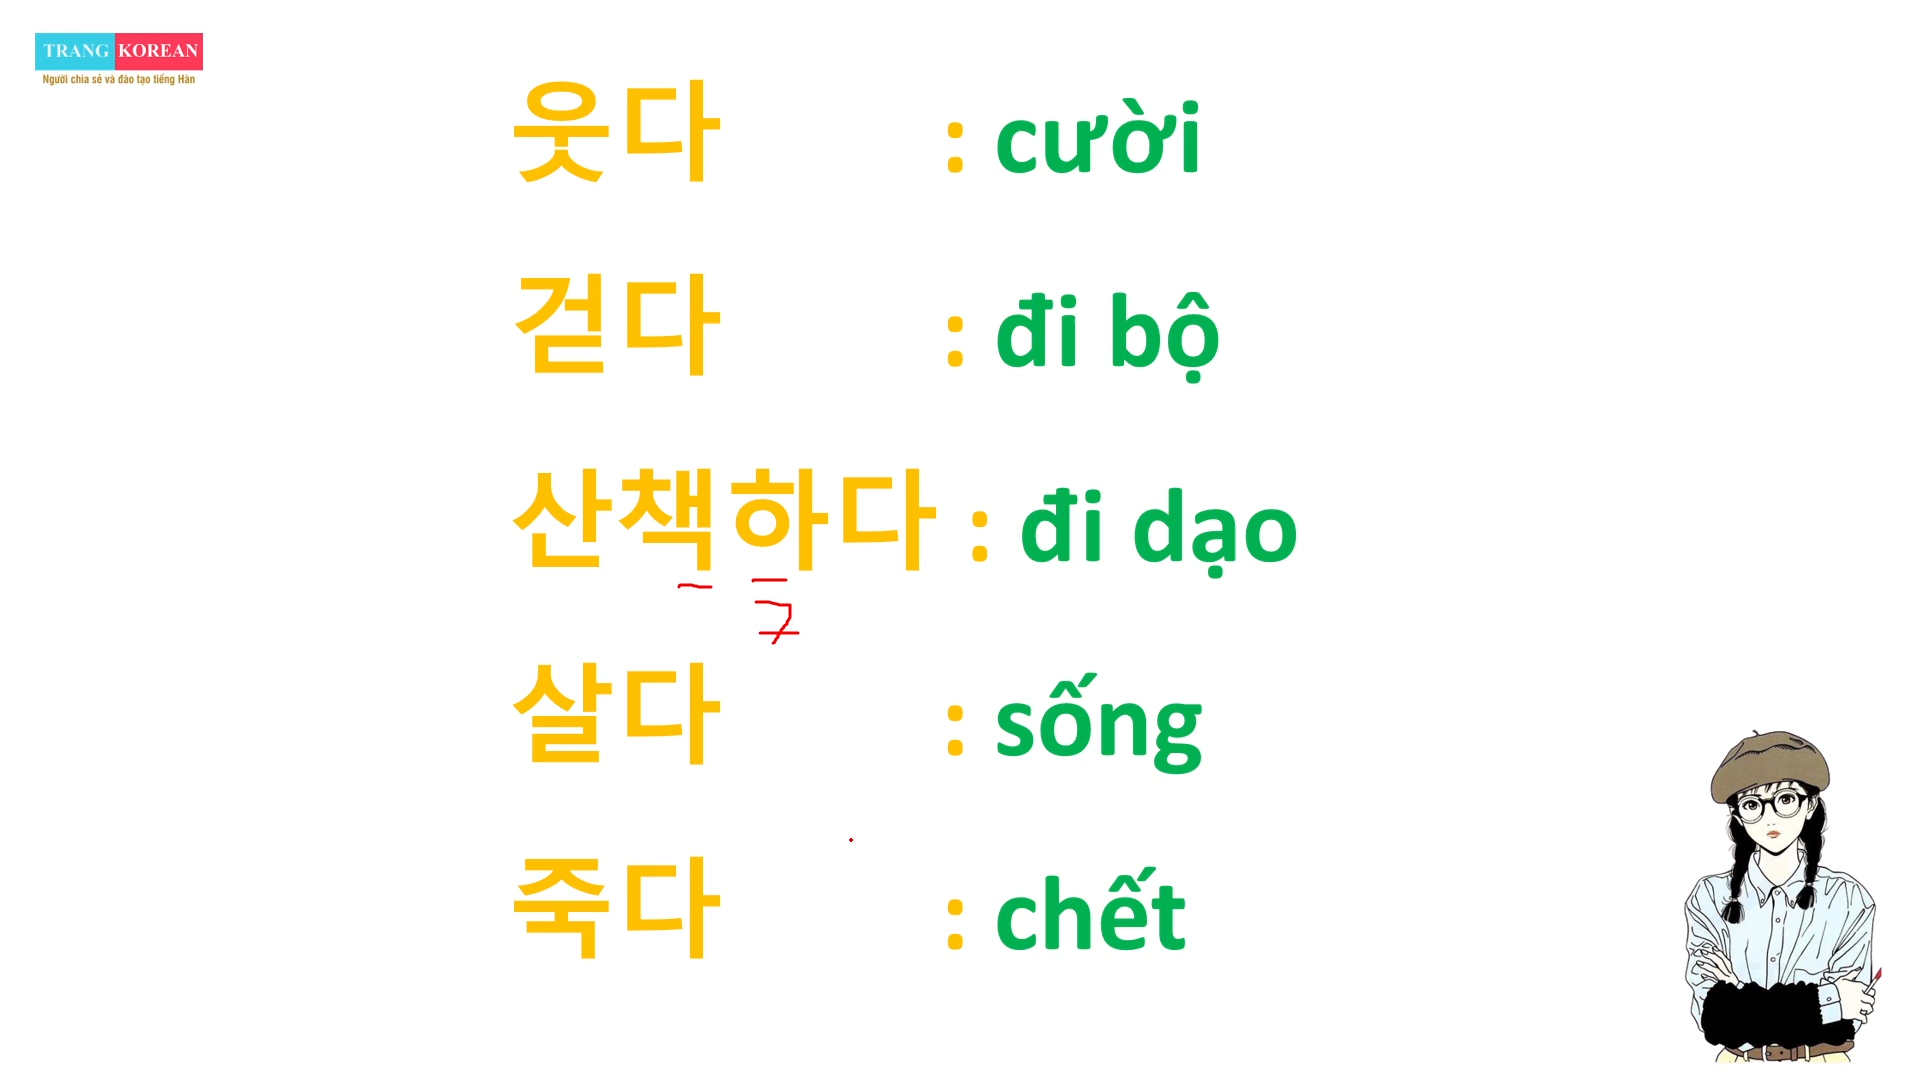 TRANG KOREAN
Người chia sẻ và đào tạo tiếng Hàn
웃다 : cười
걷다 : đi bộ
산책하다 : đi dạo
살다 : sống
죽다 : chết